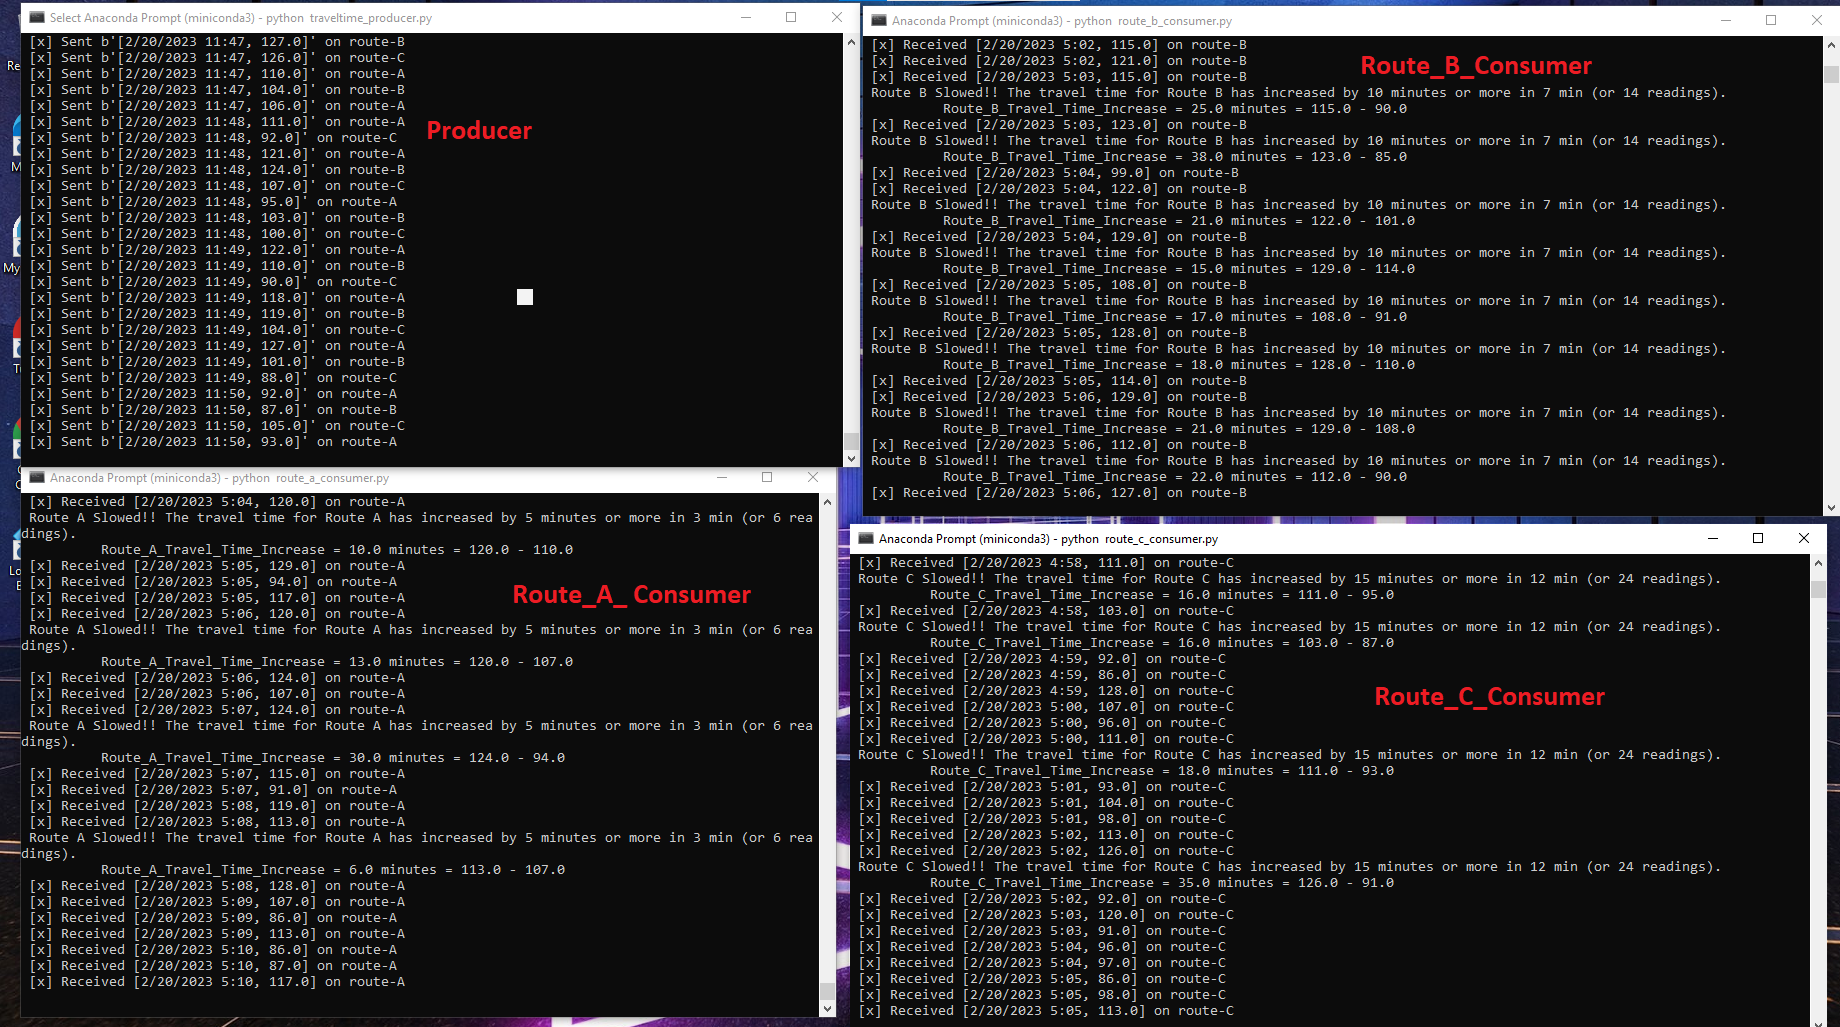 Select Anaconda Prompt (miniconda3) - python  traveltime_producer.py
[x] Sent b'[2/20/2023 11:47, 127.0]' on route-B
[x] Sent b'[2/20/2023 11:47, 126.0]' on route-C
[x] Sent b'[2/20/2023 11:47, 110.0]' on route-A
[x] Sent b'[2/20/2023 11:47, 104.0]' on route-B
[x] Sent b'[2/20/2023 11:47, 106.0]' on route-A
[x] Sent b'[2/20/2023 11:48, 111.0]' on route-A
[x] Sent b'[2/20/2023 11:48, 92.0]' on route-C
[x] Sent b'[2/20/2023 11:48, 121.0]' on route-A
[x] Sent b'[2/20/2023 11:48, 124.0]' on route-B
[x] Sent b'[2/20/2023 11:48, 107.0]' on route-C
[x] Sent b'[2/20/2023 11:48, 95.0]' on route-A
[x] Sent b'[2/20/2023 11:48, 103.0]' on route-B
[x] Sent b'[2/20/2023 11:48, 100.0]' on route-C
[x] Sent b'[2/20/2023 11:49, 122.0]' on route-A
[x] Sent b'[2/20/2023 11:49, 110.0]' on route-B
[x] Sent b'[2/20/2023 11:49, 90.0]' on route-C
[x] Sent b'[2/20/2023 11:49, 118.0]' on route-A
[x] Sent b'[2/20/2023 11:49, 119.0]' on route-B
[x] Sent b'[2/20/2023 11:49, 104.0]' on route-C
[x] Sent b'[2/20/2023 11:49, 127.0]' on route-A
[x] Sent b'[2/20/2023 11:49, 101.0]' on route-B
[x] Sent b'[2/20/2023 11:49, 88.0]' on route-C
[x] Sent b'[2/20/2023 11:50, 92.0]' on route-A
[x] Sent b'[2/20/2023 11:50, 87.0]' on route-B
[x] Sent b'[2/20/2023 11:50, 105.0]' on route-C
[x] Sent b'[2/20/2023 11:50, 93.0]' on route-A
Producer
Anaconda Prompt (miniconda3) - python  route_b_consumer.py
[x] Received [2/20/2023 5:02, 115.0] on route-B
[x] Received [2/20/2023 5:02, 121.0] on route-B
[x] Received [2/20/2023 5:03, 115.0] on route-B
Route B Slowed!! The travel time for Route B has increased by 10 minutes or more in 7 min (or 14 readings).
Route_B_Travel_Time_Increase = 25.0 minutes = 115.0 - 90.0
[x] Received [2/20/2023 5:03, 123.0] on route-B
Route B Slowed!! The travel time for Route B has increased by 10 minutes or more in 7 min (or 14 readings).
Route_B_Travel_Time_Increase = 38.0 minutes = 123.0 - 85.0
[x] Received [2/20/2023 5:04, 99.0] on route-B
[x] Received [2/20/2023 5:04, 122.0] on route-B
Route B Slowed!! The travel time for Route B has increased by 10 minutes or more in 7 min (or 14 readings).
Route_B_Travel_Time_Increase = 21.0 minutes = 122.0 - 101.0
[x] Received [2/20/2023 5:04, 129.0] on route-B
Route B Slowed!! The travel time for Route B has increased by 10 minutes or more in 7 min (or 14 readings).
Route_B_Travel_Time_Increase = 15.0 minutes = 129.0 - 114.0
[x] Received [2/20/2023 5:05, 108.0] on route-B
Route B Slowed!! The travel time for Route B has increased by 10 minutes or more in 7 min (or 14 readings).
Route_B_Travel_Time_Increase = 17.0 minutes = 108.0 - 91.0
[x] Received [2/20/2023 5:05, 128.0] on route-B
Route B Slowed!! The travel time for Route B has increased by 10 minutes or more in 7 min (or 14 readings).
Route_B_Travel_Time_Increase = 18.0 minutes = 128.0 - 110.0
[x] Received [2/20/2023 5:05, 114.0] on route-B
[x] Received [2/20/2023 5:06, 129.0] on route-B
Route B Slowed!! The travel time for Route B has increased by 10 minutes or more in 7 min (or 14 readings).
Route_B_Travel_Time_Increase = 21.0 minutes = 129.0 - 108.0
[x] Received [2/20/2023 5:06, 112.0] on route-B
Route B Slowed!! The travel time for Route B has increased by 10 minutes or more in 7 min (or 14 readings).
Route_B_Travel_Time_Increase = 22.0 minutes = 112.0 - 90.0
[x] Received [2/20/2023 5:06, 127.0] on route-B
Route_B_Consumer
Anaconda Prompt (miniconda3) - python  route_a_consumer.py
[x] Received [2/20/2023 5:04, 120.0] on route-A
Route A Slowed!! The travel time for Route A has increased by 5 minutes or more in 3 min (or 6 rea
dings).
Route_A_Travel_Time_Increase = 10.0 minutes = 120.0 - 110.0
[x] Received [2/20/2023 5:05, 129.0] on route-A
[x] Received [2/20/2023 5:05, 94.0] on route-A
[x] Received [2/20/2023 5:05, 117.0] on route-A
[x] Received [2/20/2023 5:06, 120.0] on route-A
Route A Slowed!! The travel time for Route A has increased by 5 minutes or more in 3 min (or 6 rea
dings).
Route_A_Travel_Time_Increase = 13.0 minutes = 120.0 - 107.0
[x] Received [2/20/2023 5:06, 124.0] on route-A
[x] Received [2/20/2023 5:06, 107.0] on route-A
[x] Received [2/20/2023 5:07, 124.0] on route-A
Route A Slowed!! The travel time for Route A has increased by 5 minutes or more in 3 min (or 6 rea
dings).
Route_A_Travel_Time_Increase = 30.0 minutes = 124.0 - 94.0
[x] Received [2/20/2023 5:07, 115.0] on route-A
[x] Received [2/20/2023 5:07, 91.0] on route-A
[x] Received [2/20/2023 5:08, 119.0] on route-A
[x] Received [2/20/2023 5:08, 113.0] on route-A
Route A Slowed!! The travel time for Route A has increased by 5 minutes or more in 3 min (or 6 rea
dings).
Route_A_Travel_Time_Increase = 6.0 minutes = 113.0 - 107.0
[x] Received [2/20/2023 5:08, 128.0] on route-A
[x] Received [2/20/2023 5:09, 107.0] on route-A
[x] Received [2/20/2023 5:09, 86.0] on route-A
[x] Received [2/20/2023 5:09, 113.0] on route-A
[x] Received [2/20/2023 5:10, 86.0] on route-A
[x] Received [2/20/2023 5:10, 87.0] on route-A
[x] Received [2/20/2023 5:10, 117.0] on route-A
Route_A_ Consumer
Anaconda Prompt (miniconda3) - python  route_c_consumer.py
[x] Received [2/20/2023 4:58, 111.0] on route-C
Route C Slowed!! The travel time for Route C has increased by 15 minutes or more in 12 min (or 24 readings).
Route_C_Travel_Time_Increase = 16.0 minutes = 111.0 - 95.0
[x] Received [2/20/2023 4:58, 103.0] on route-C
Route C Slowed!! The travel time for Route C has increased by 15 minutes or more in 12 min (or 24 readings).
Route_C_Travel_Time_Increase = 16.0 minutes = 103.0 - 87.0
[x] Received [2/20/2023 4:59, 92.0] on route-C
[x] Received [2/20/2023 4:59, 86.0] on route-C
[x] Received [2/20/2023 4:59, 128.0] on route-C
[x] Received [2/20/2023 5:00, 107.0] on route-C
[x] Received [2/20/2023 5:00, 96.0] on route-C
[x] Received [2/20/2023 5:00, 111.0] on route-C
Route C Slowed!! The travel time for Route C has increased by 15 minutes or more in 12 min (or 24 readings).
Route_C_Travel_Time_Increase = 18.0 minutes = 111.0 - 93.0
[x] Received [2/20/2023 5:01, 93.0] on route-C
[x] Received [2/20/2023 5:01, 104.0] on route-C
[x] Received [2/20/2023 5:01, 98.0] on route-C
[x] Received [2/20/2023 5:02, 113.0] on route-C
[x] Received [2/20/2023 5:02, 126.0] on route-C
Route C Slowed!! The travel time for Route C has increased by 15 minutes or more in 12 min (or 24 readings).
Route_C_Travel_Time_Increase = 35.0 minutes = 126.0 - 91.0
[x] Received [2/20/2023 5:02, 92.0] on route-C
[x] Received [2/20/2023 5:03, 120.0] on route-C
[x] Received [2/20/2023 5:03, 91.0] on route-C
[x] Received [2/20/2023 5:04, 96.0] on route-C
[x] Received [2/20/2023 5:04, 97.0] on route-C
[x] Received [2/20/2023 5:05, 86.0] on route-C
[x] Received [2/20/2023 5:05, 98.0] on route-C
[x] Received [2/20/2023 5:05, 113.0] on route-C
Route_C_Consumer